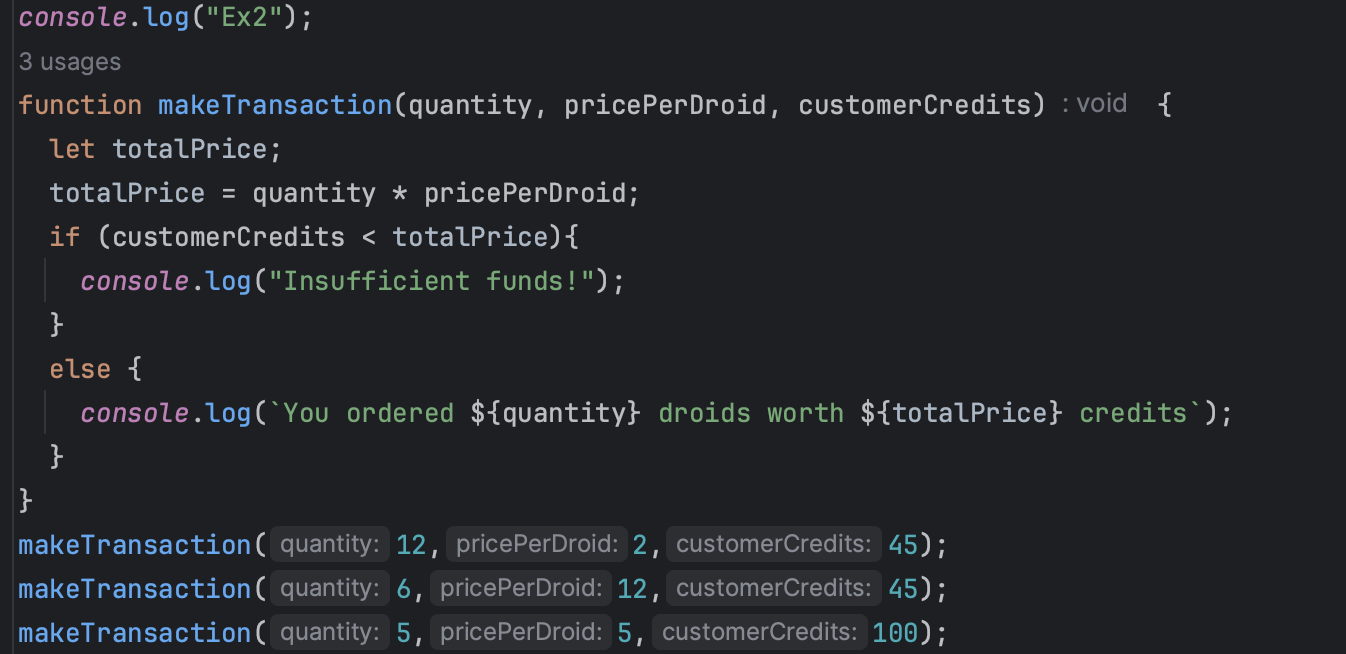 console.log("Ex2");
3 usages
function makeTransaction(quantity, pricePerDroid, customerCredits) : void {
let totalPrice;
totalPrice = quantity * pricePerDroid;
if (customerCredits < totalPrice){
console.log("Insufficient funds!");
}
else {
console.log(`You ordered ${quantity} droids worth ${totalPrice} credits`);
}
}
makeTransaction( quantity: 12, pricePerDroid: 2, customerCredits: 45);
makeTransaction( quantity: 6, pricePerDroid: 12, customerCredits: 45);
makeTransaction( quantity: 5, pricePerDroid: 5, customerCredits: 100);